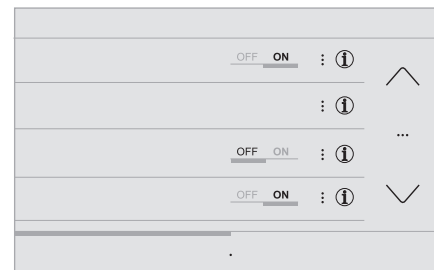 OFF ON ⋮ i
⋮ i
OFF ON ⋮ i
...
OFF ON ⋮ i
.